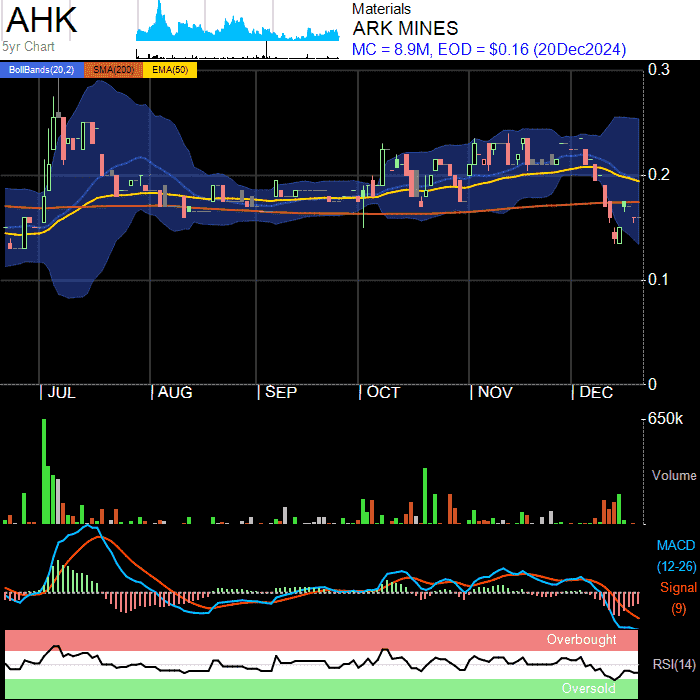 AHK
5yr Chart
Materials
ARK MINES
MC = 8.9M, EOD = $0.16 (20Dec2024)
BollBands(20,2) SMA(200) EMA(50)
0.3
0.2
0.1
0
JUL AUG SEP OCT NOV DEC
650k
Volume
MACD
(12-26)
Signal
(9)
Overbought
RSI(14)
Oversold